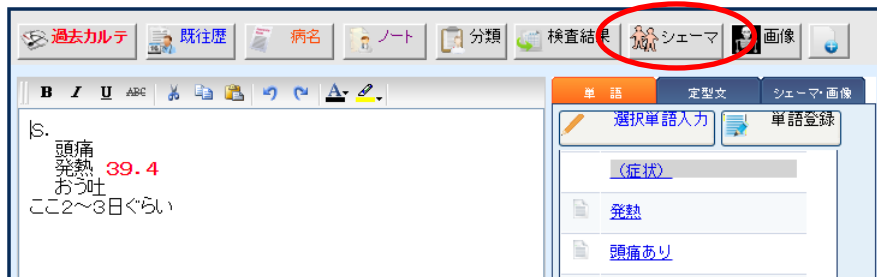 過去カルテ 既往歴 病名 ノート 分類 検査結果 シェーマ 画像
B I U ABC A
単語 定型文 シェーマ・画像
選択単語入力 単語登録
S.
頭痛
発熱 39.4
おう吐
ここ2～3日ぐらい
（症状）
発熱
頭痛あり